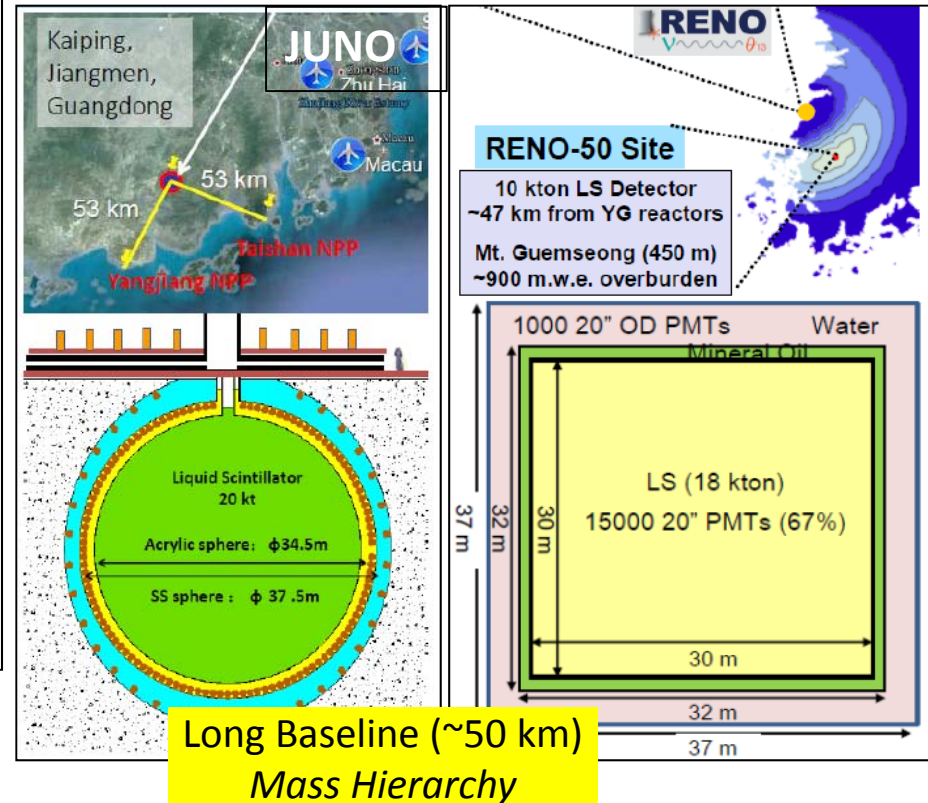 Kaiping,
Jiangmen,
Guangdong
JUNO
Zhu Hai
Macau
Macau
53 km
53 km
Taishan NPP
Yangjiang NPP
Liquid Scintillator
20 kt
Acrylic sphere: ϕ34.5m
SS sphere : ϕ 37 .5m
RENO
ν θ13
RENO-50 Site
10 kton LS Detector
~47 km from YG reactors
Mt. Guemseong (450 m)
~900 m.w.e. overburden
1000 20" OD PMTs Water
Mineral Oil
LS (18 kton)
15000 20" PMTs (67%)
37 m
32 m
30 m
30 m
32 m
37 m
Long Baseline (~50 km)
Mass Hierarchy